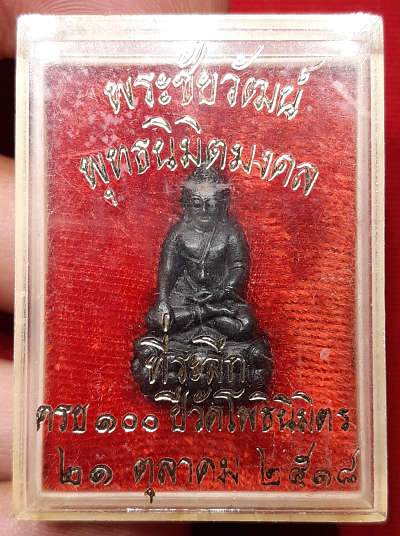 พระชัยวัฒน์
พุทธนิมิตมงคล
ที่ระลึก
ครบ ๑๐๐ ปีวัดโพธินิมิตร
๒๑ ตุลาคม ๒๕๑๘